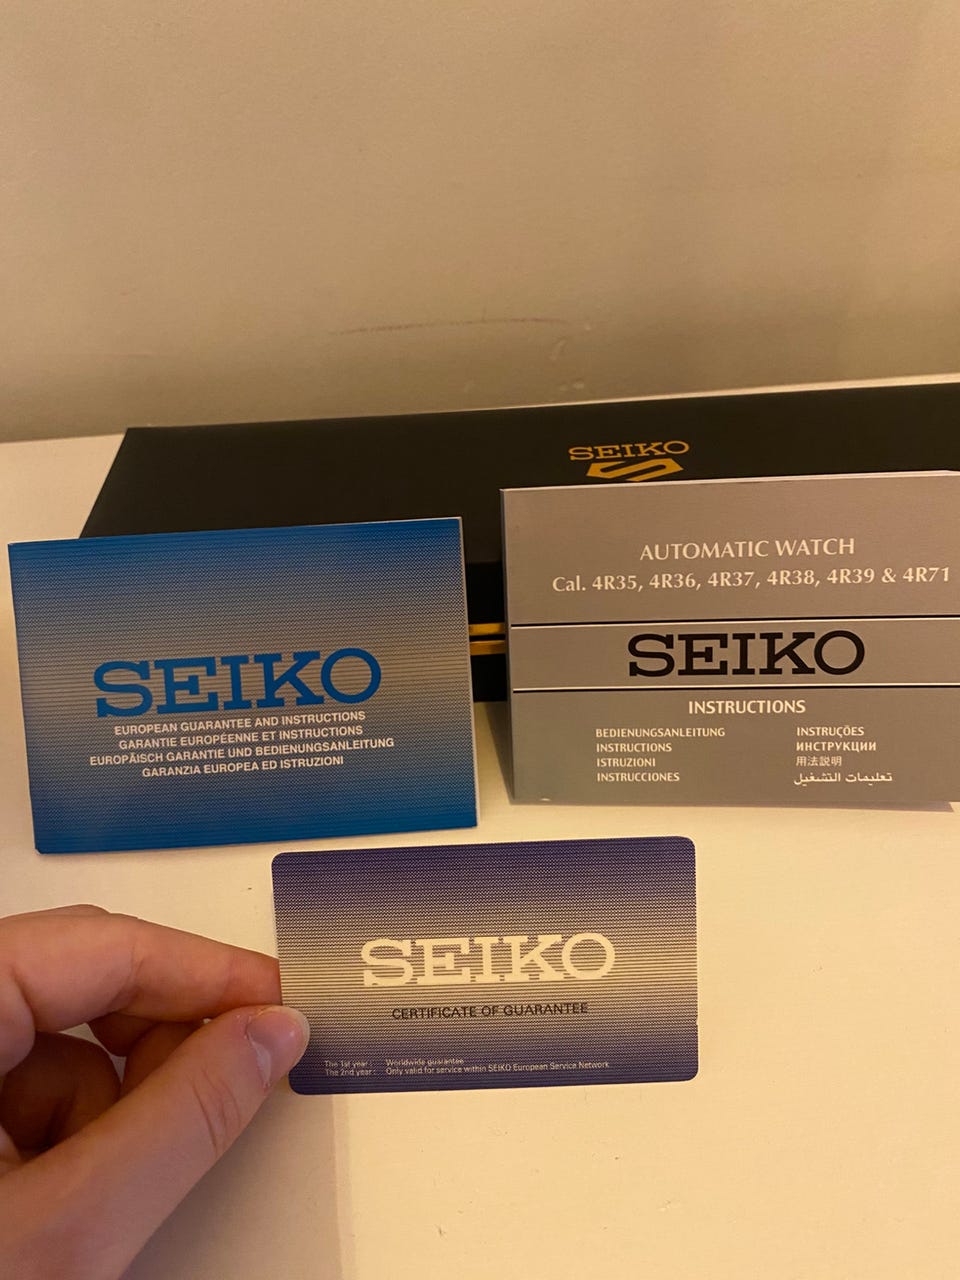 SEIKO
AUTOMATIC WATCH
Cal. 4R35, 4R36, 4R37, 4R38, 4R39 & 4R71
SEIKO
INSTRUCTIONS
BEDIENUNGSANLEITUNG
INSTRUCTIONS
ISTRUZIONI
INSTRUCCIONES
INSTRUÇÕES
ИНСТРУКЦИИ
用法説明
تعليمات التشغيل
SEIKO
EUROPEAN GUARANTEE AND INSTRUCTIONS
GARANTIE EUROPÉENNE ET INSTRUCTIONS
EUROPÄISCH GARANTIE UND BEDIENUNGSANLEITUNG
GARANZIA EUROPEA ED ISTRUZIONI
SEIKO
CERTIFICATE OF GUARANTEE
The 1st year : Worldwide guarantee
The 2nd year : Only valid for service within SEIKO European Service Network